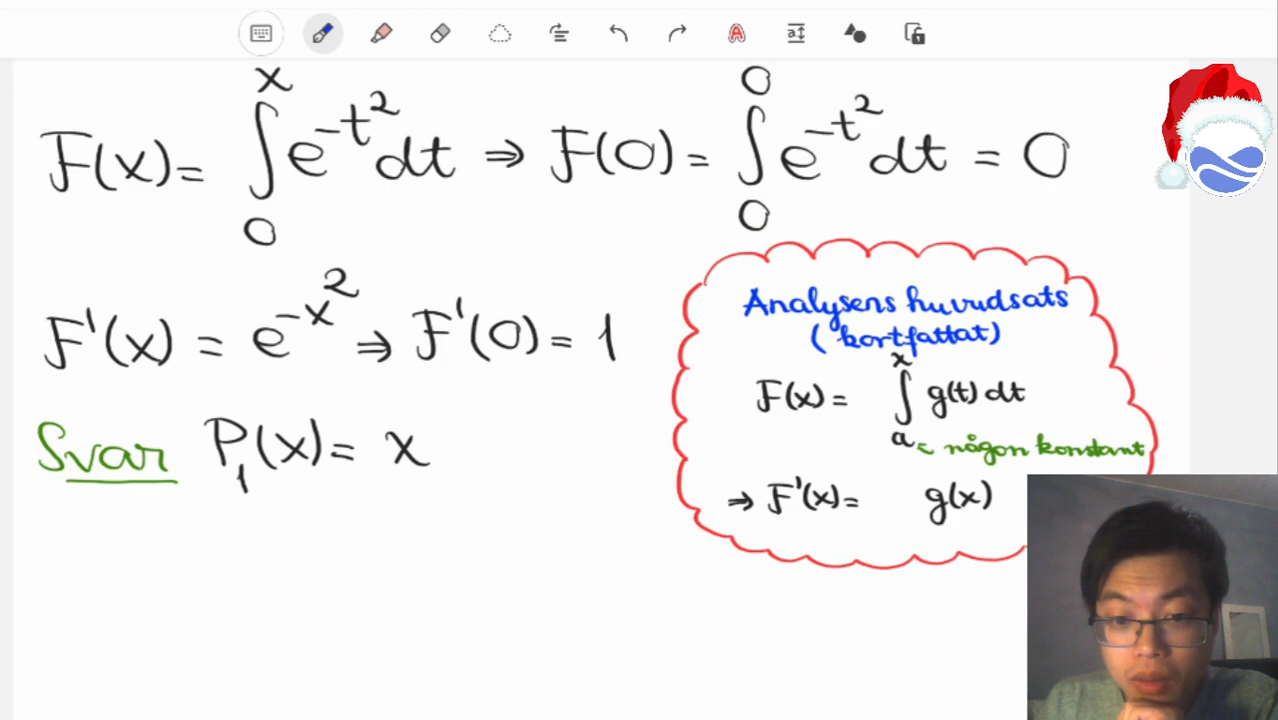 F(x) = ∫₀ˣ e^{-t²} dt ⇒ F(0) = ∫₀⁰ e^{-t²} dt = 0
F'(x) = e^{-x²} ⇒ F'(0) = 1
Svar P₁(x) = x
Analysens huvudsats
(kortfattat)
F(x) = ∫ₐˣ g(t) dt
← någon konstant
⇒ F'(x) = g(x)